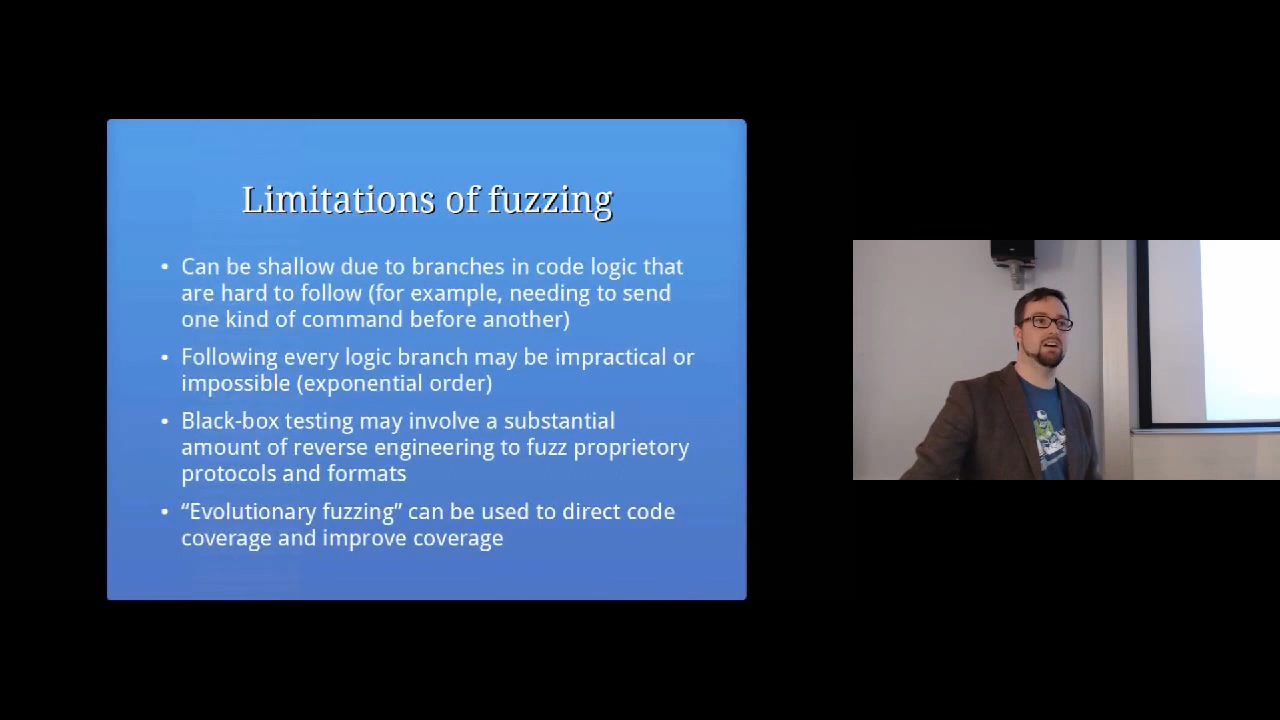 Limitations of fuzzing
• Can be shallow due to branches in code logic that
are hard to follow (for example, needing to send
one kind of command before another)
• Following every logic branch may be impractical or
impossible (exponential order)
• Black-box testing may involve a substantial
amount of reverse engineering to fuzz proprietory
protocols and formats
• “Evolutionary fuzzing” can be used to direct code
coverage and improve coverage